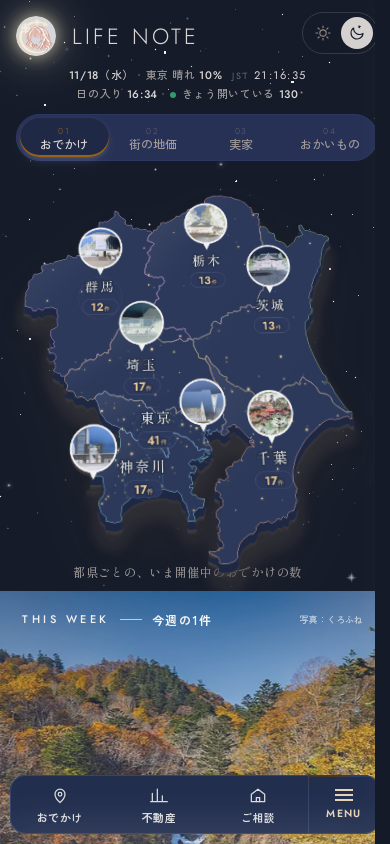 LIFE NOTE
11/18（水）・東京 晴れ 10% JST 21:16:35
日の入り 16:34・きょう開いている 130
01 02 03 04
おでかけ 街の地価 実家 おかいもの
栃木
13件
群馬
12件
茨城
13件
埼玉
17件
東京
41件
千葉
17件
神奈川
17件
都県ごとの、いま開催中のおでかけの数
THIS WEEK 今週の1件 写真：くろふね
おでかけ 不動産 ご相談 MENU